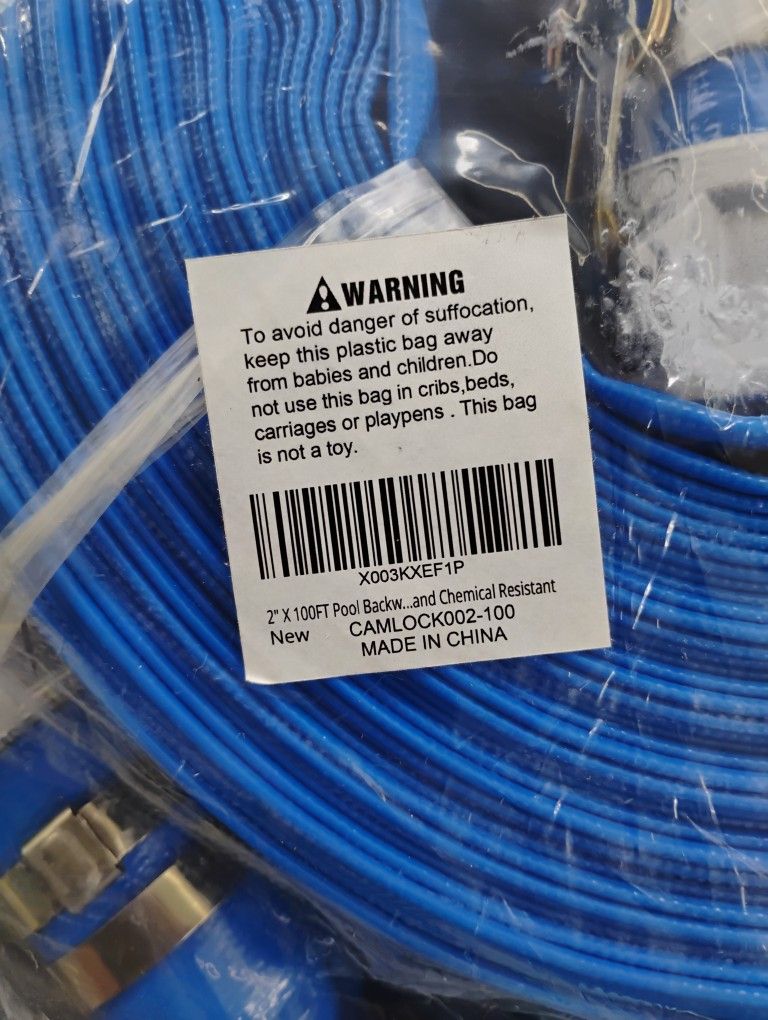 WARNING
To avoid danger of suffocation,
keep this plastic bag away
from babies and children.Do
not use this bag in cribs,beds,
carriages or playpens . This bag
is not a toy.
X003KXEF1P
2" X 100FT Pool Backw...and Chemical Resistant
New CAMLOCK002-100
MADE IN CHINA